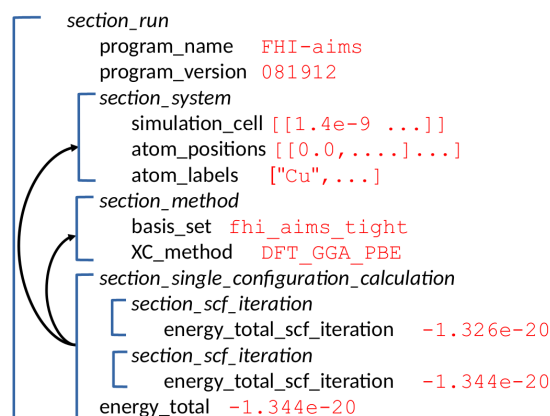 section_run
program_name FHI-aims
program_version 081912
section_system
simulation_cell [[1.4e-9 ...]]
atom_positions [[0.0,....]...]
atom_labels ["Cu",...]
section_method
basis_set fhi_aims_tight
XC_method DFT_GGA_PBE
section_single_configuration_calculation
section_scf_iteration
energy_total_scf_iteration -1.326e-20
section_scf_iteration
energy_total_scf_iteration -1.344e-20
energy_total -1.344e-20